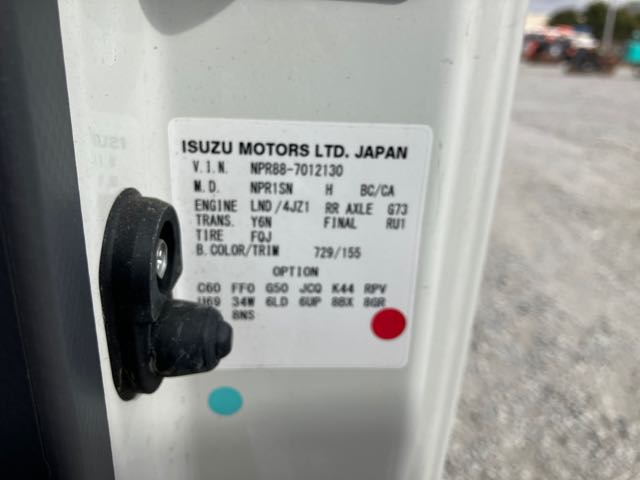 ISUZU MOTORS LTD. JAPAN
V.I.N. NPR88-7012130
M.D. NPR1SN H BC/CA
ENGINE LND/4JZ1 RR AXLE G73
TRANS. Y6N FINAL RU1
TIRE FQJ
B.COLOR/TRIM 729/155
OPTION
C60 FF0 G50 JCQ K44 RPV
U69 34W 6LD 6UP 8BX 8GR
8NS